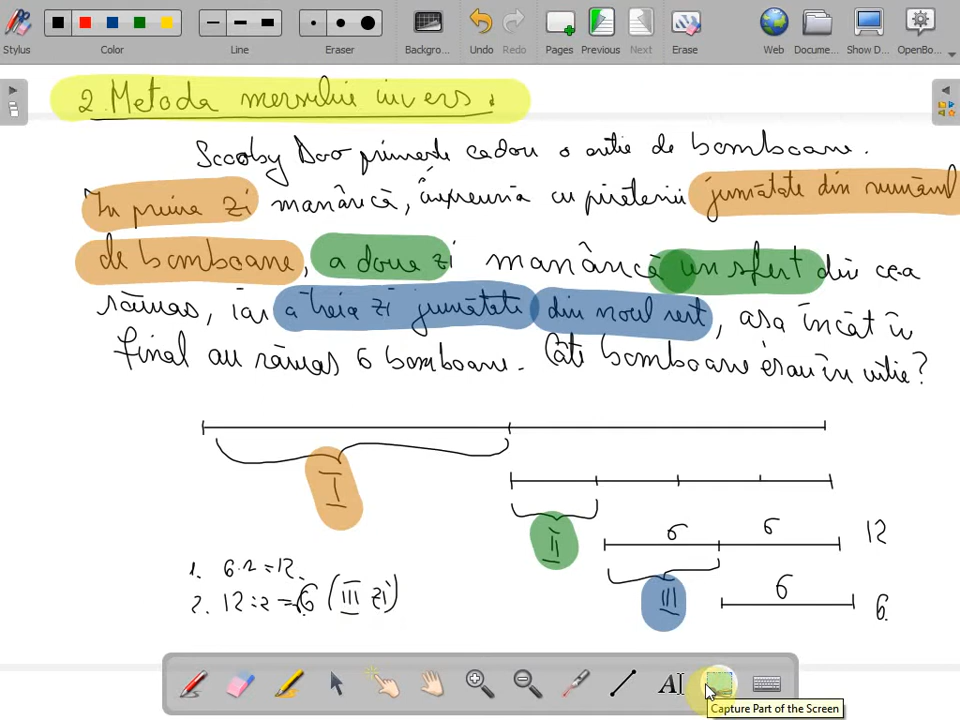 Stylus Color Line Eraser Backgro... Undo Redo Pages Previous Next Erase Web Docume... Show D... OpenBo...
2. Metoda mersului invers.
Scooby Doo primește cadou o cutie de bomboane.
În prima zi mănâncă, împreună cu prietenii jumătate din numărul
de bomboane, a doua zi mănâncă un sfert din cea
rămas, iar a treia zi jumătate din noul rest, așa încât în
final au rămas 6 bomboane. Câte bomboane erau în cutie?
I
II
6 6 12
III
6 6.
1. 6·2=12.
2. 12:2=6 (III zi)
AI
Capture Part of the Screen